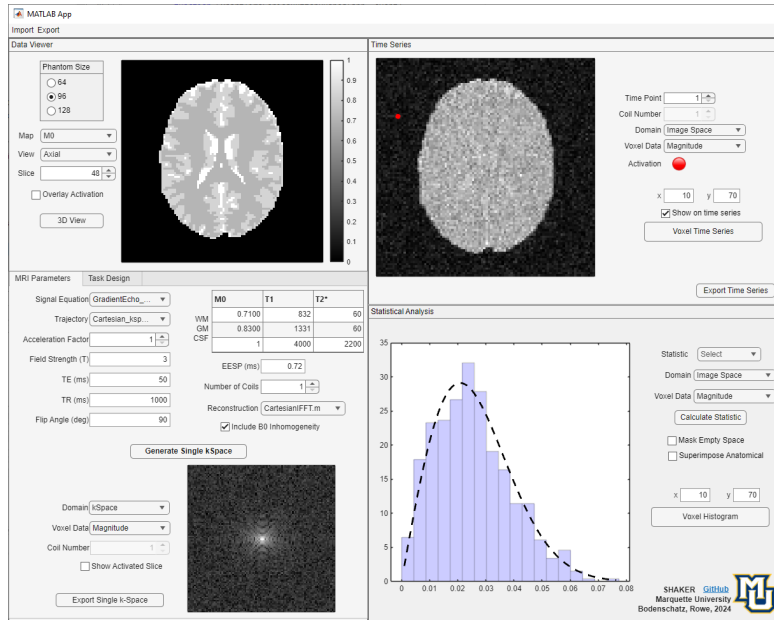 MATLAB App
Import Export
Data Viewer
Phantom Size
64
96
128
Map M0
View Axial
Slice 48
Overlay Activation
3D View
1
0.9
0.8
0.7
0.6
0.5
0.4
0.3
0.2
0.1
0
Time Series
Time Point 1
Coil Number 1
Domain Image Space
Voxel Data Magnitude
Activation
x 10 y 70
Show on time series
Voxel Time Series
Export Time Series
MRI Parameters Task Design
Signal Equation GradientEcho_...
Trajectory Cartesian_ksp...
Acceleration Factor 1
Field Strength (T) 3
TE (ms) 50
TR (ms) 1000
Flip Angle (deg) 90
M0 T1 T2*
WM 0.7100 832 60
GM 0.8300 1331 60
CSF 1 4000 2200
EESP (ms) 0.72
Number of Coils 1
Reconstruction CartesianIFFT.m
Include B0 Inhomogeneity
Generate Single kSpace
Domain kSpace
Voxel Data Magnitude
Coil Number 1
Show Activated Slice
Export Single k-Space
Statistical Analysis
35
30
25
20
15
10
5
0
0 0.01 0.02 0.03 0.04 0.05 0.06 0.07 0.08
Statistic Select
Domain Image Space
Voxel Data Magnitude
Calculate Statistic
Mask Empty Space
Superimpose Anatomical
x 10 y 70
Voxel Histogram
SHAKER GitHub
Marquette University
Bodenschatz, Rowe, 2024
MU